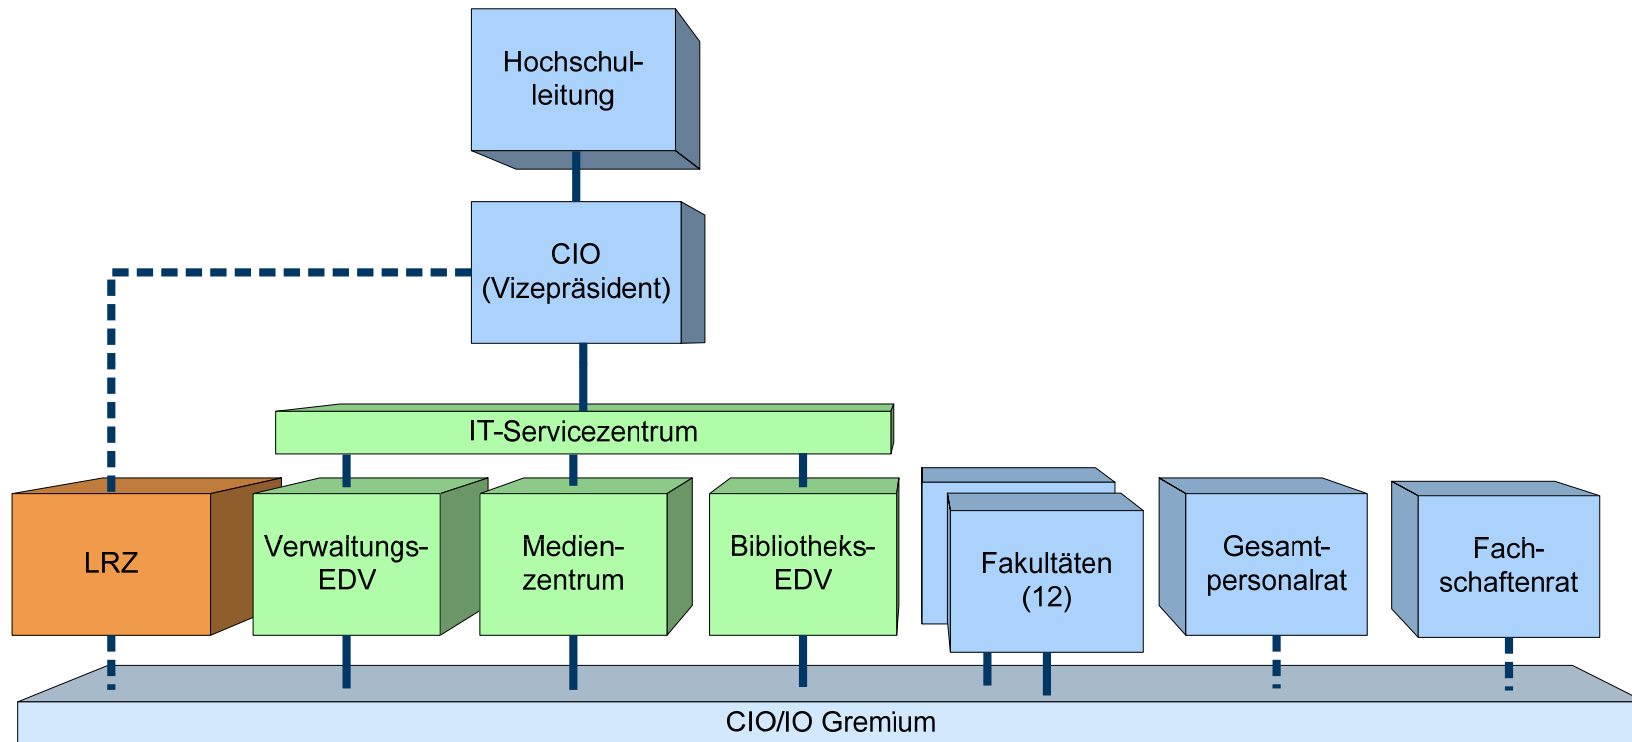 Hochschul-
leitung
CIO
(Vizepräsident)
IT-Servicezentrum
LRZ
Verwaltungs-
EDV
Medien-
zentrum
Bibliotheks-
EDV
Fakultäten
(12)
Gesamt-
personalrat
Fach-
schaftenrat
CIO/IO Gremium